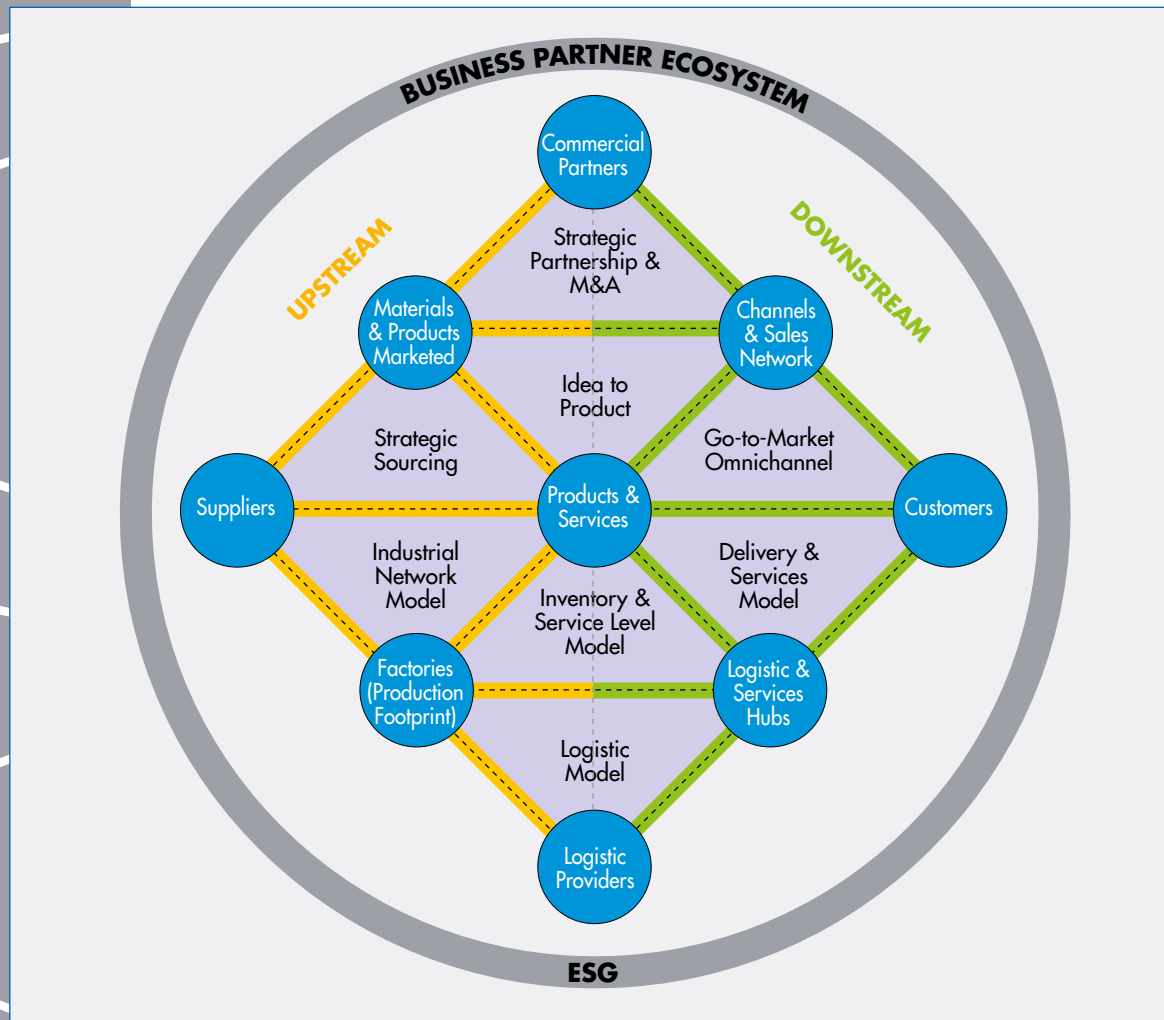 BUSINESS PARTNER ECOSYSTEM
Commercial
Partners
UPSTREAM
DOWNSTREAM
Strategic
Partnership &
M&A
Materials
& Products
Marketed
Channels
& Sales
Network
Idea to
Product
Strategic
Sourcing
Go-to-Market
Omnichannel
Suppliers
Products &
Services
Customers
Industrial
Network
Model
Inventory &
Service Level
Model
Delivery &
Services
Model
Factories
(Production
Footprint)
Logistic &
Services
Hubs
Logistic
Model
Logistic
Providers
ESG